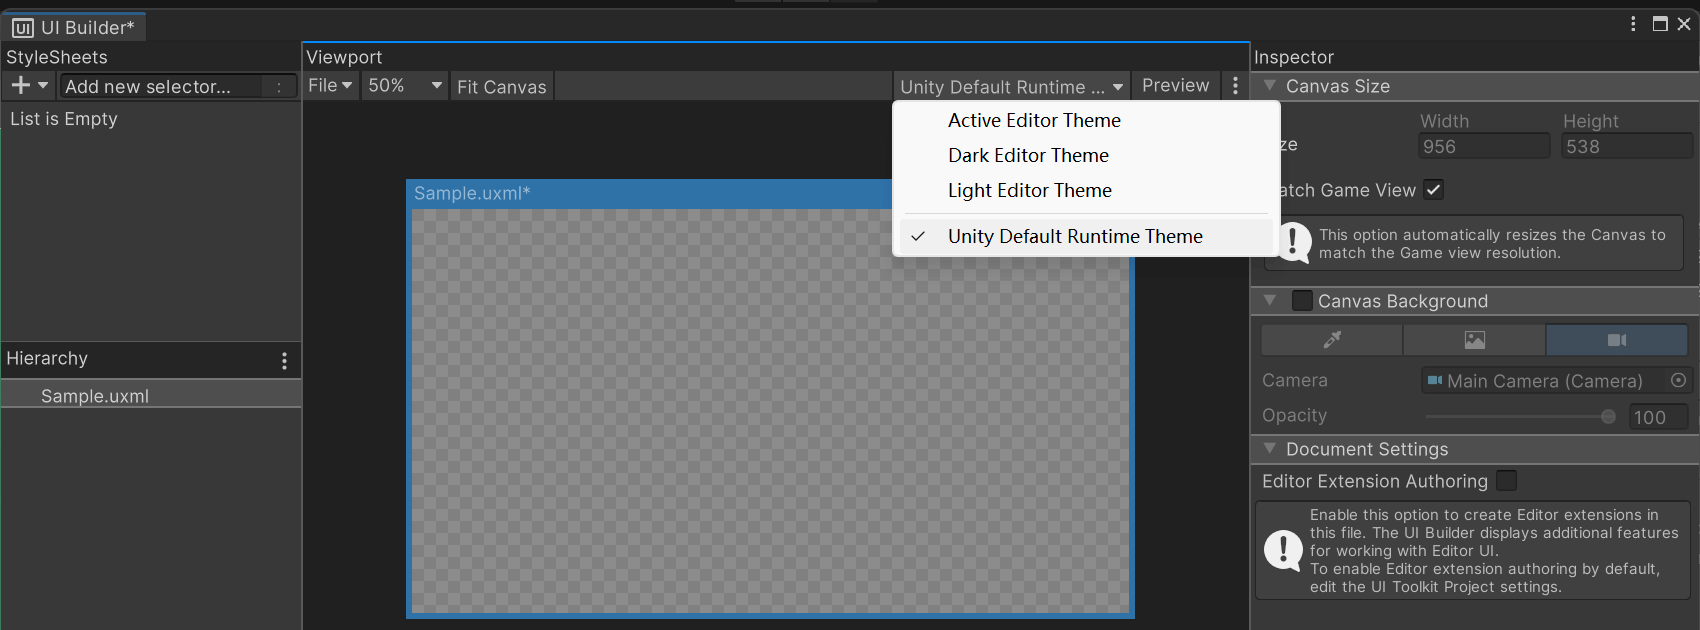 UI Builder*
StyleSheets
Add new selector...
List is Empty
Hierarchy
Sample.uxml
Viewport
File
50%
Fit Canvas
Unity Default Runtime ...
Preview
Active Editor Theme
Dark Editor Theme
Light Editor Theme
Unity Default Runtime Theme
Sample.uxml*
Inspector
Canvas Size
Width
Height
ze
956
538
atch Game View
This option automatically resizes the Canvas to
match the Game view resolution.
Canvas Background
Camera
Main Camera (Camera)
Opacity
100
Document Settings
Editor Extension Authoring
Enable this option to create Editor extensions in
this file. The UI Builder displays additional features
for working with Editor UI.
To enable Editor extension authoring by default,
edit the UI Toolkit Project settings.